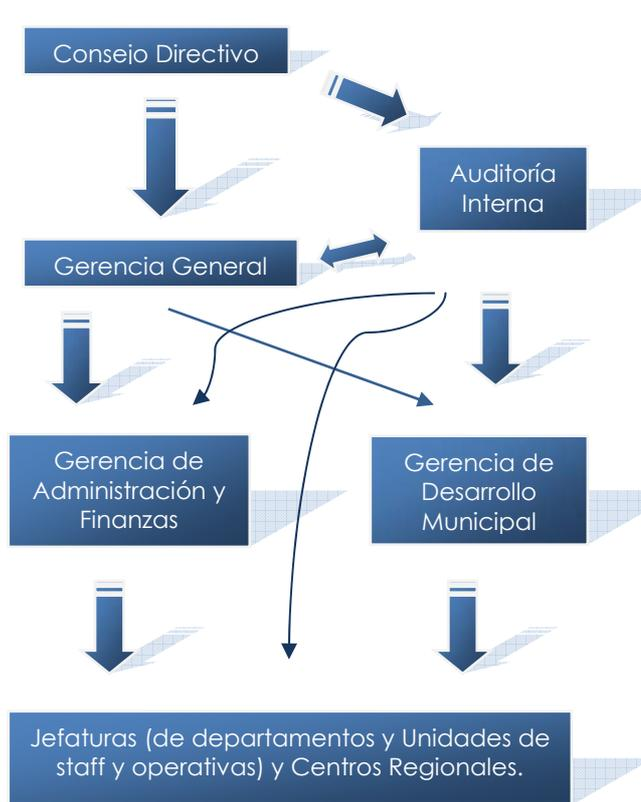 Consejo Directivo
Auditoría
Interna
Gerencia General
Gerencia de
Administración y
Finanzas
Gerencia de
Desarrollo
Municipal
Jefaturas (de departamentos y Unidades de
staff y operativas) y Centros Regionales.